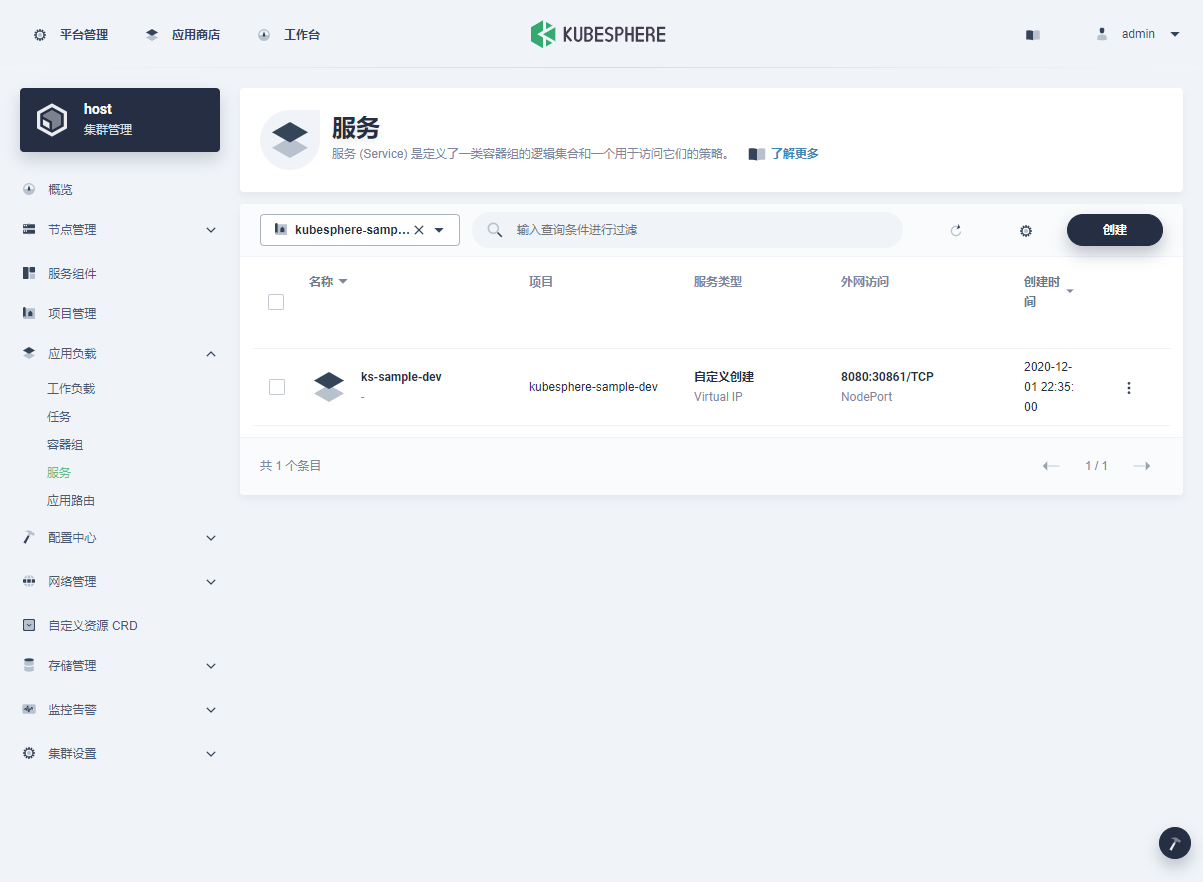 平台管理
应用商店
工作台
KUBESPHERE
admin
host
集群管理
概览
节点管理
服务组件
项目管理
应用负载
工作负载
任务
容器组
服务
应用路由
配置中心
网络管理
自定义资源 CRD
存储管理
监控告警
集群设置
服务
服务 (Service) 是定义了一类容器组的逻辑集合和一个用于访问它们的策略。
了解更多
kubesphere-samp...
输入查询条件进行过滤
创建
名称
项目
服务类型
外网访问
创建时
间
ks-sample-dev
-
kubesphere-sample-dev
自定义创建
Virtual IP
8080:30861/TCP
NodePort
2020-12-
01 22:35:
00
共 1 个条目
1 / 1